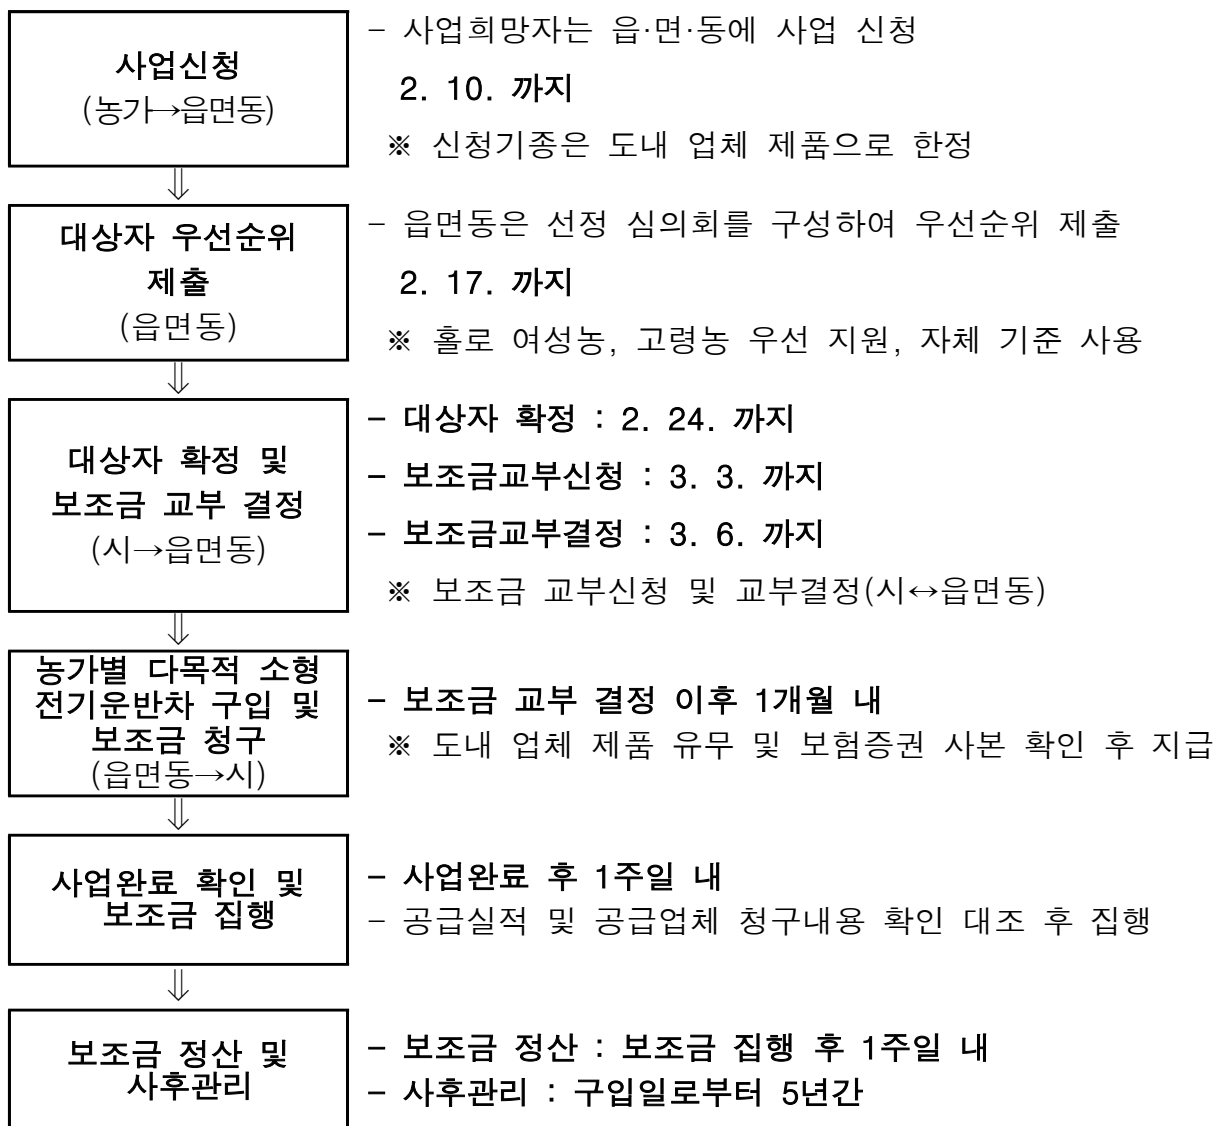 사업신청
(농가→읍면동)
- 사업희망자는 읍·면·동에 사업 신청
2. 10. 까지
※ 신청기종은 도내 업체 제품으로 한정
⇓
대상자 우선순위
제출
(읍면동)
- 읍면동은 선정 심의회를 구성하여 우선순위 제출
2. 17. 까지
※ 홀로 여성농, 고령농 우선 지원, 자체 기준 사용
⇓
대상자 확정 및
보조금 교부 결정
(시→읍면동)
- 대상자 확정 : 2. 24. 까지
- 보조금교부신청 : 3. 3. 까지
- 보조금교부결정 : 3. 6. 까지
※ 보조금 교부신청 및 교부결정(시↔읍면동)
⇓
농가별 다목적 소형
전기운반차 구입 및
보조금 청구
(읍면동→시)
- 보조금 교부 결정 이후 1개월 내
※ 도내 업체 제품 유무 및 보험증권 사본 확인 후 지급
⇓
사업완료 확인 및
보조금 집행
- 사업완료 후 1주일 내
- 공급실적 및 공급업체 청구내용 확인 대조 후 집행
⇓
보조금 정산 및
사후관리
- 보조금 정산 : 보조금 집행 후 1주일 내
- 사후관리 : 구입일로부터 5년간